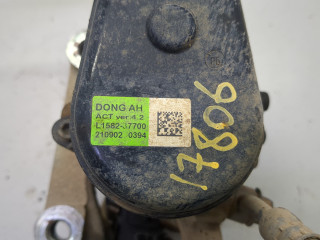 DONG AH
ACT ver 4.2
L1582-J7700
210902 0394
17806